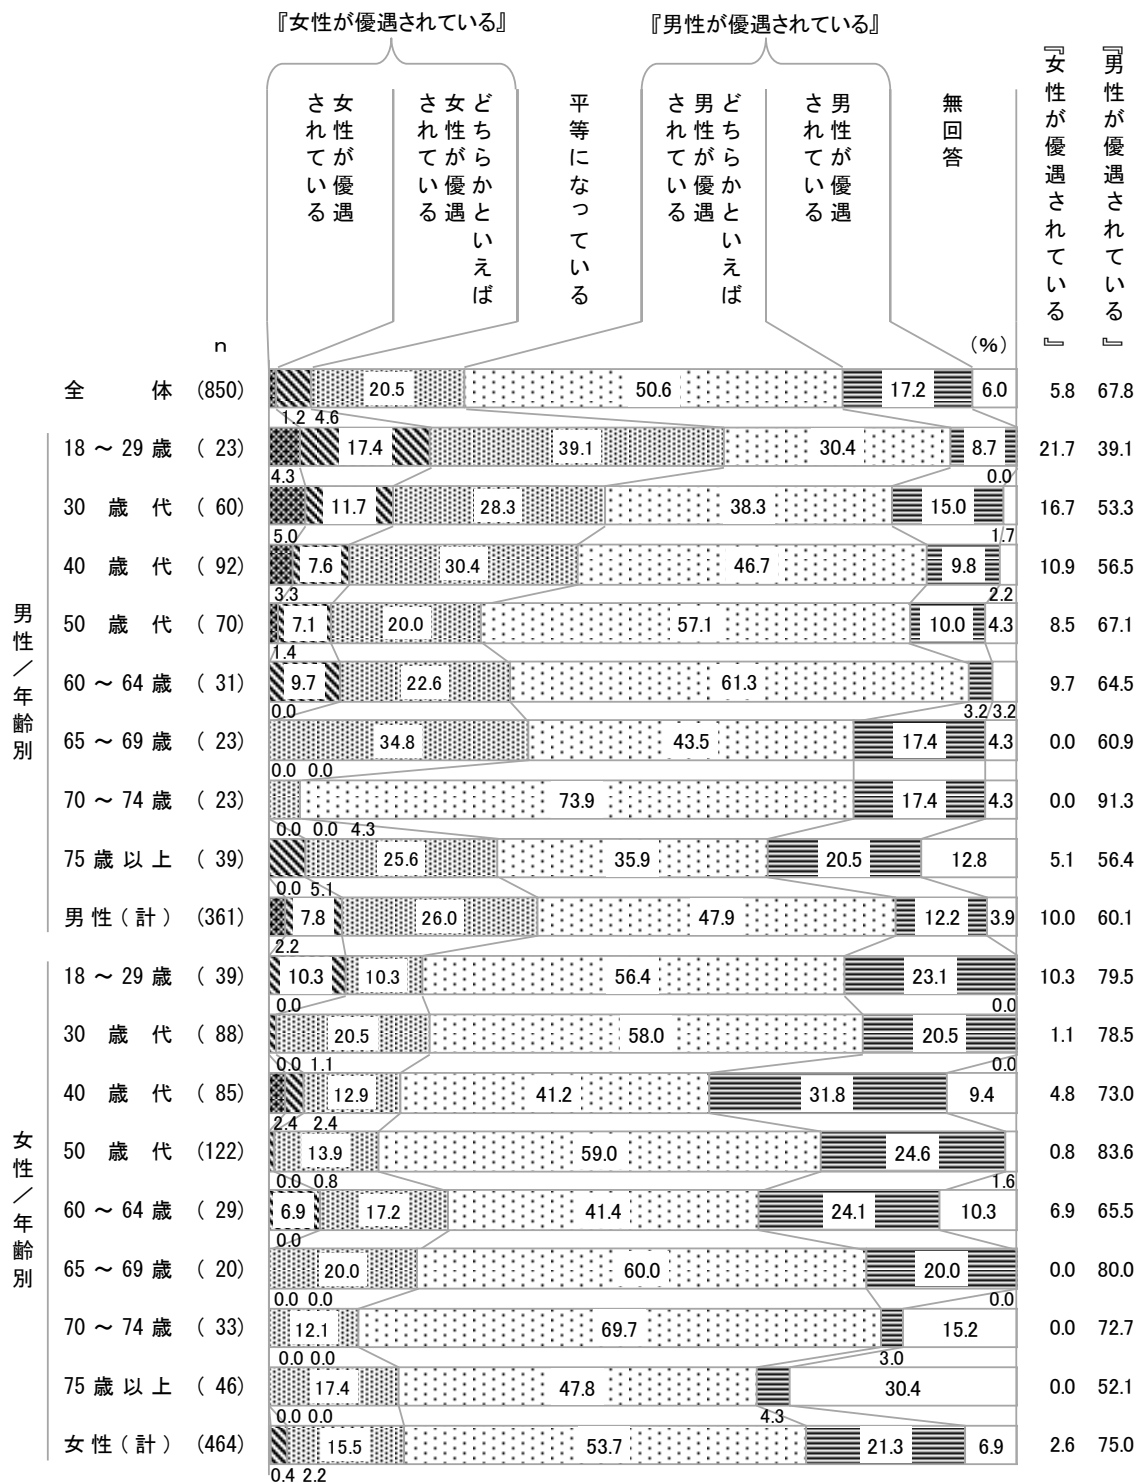 『女性が優遇されている』
『男性が優遇されている』
女性が優遇
されている
どちらかといえば
女性が優遇
されている
平等になっている
どちらかといえば
男性が優遇
されている
男性が優遇
されている
無回答
『女性が優遇されている』
『男性が優遇されている』
n
(%)
全体 (850) 20.5 50.6 17.2 6.0 5.8 67.8
1.2 4.6
男性／年齢別
18～29歳 ( 23) 17.4 39.1 30.4 8.7 21.7 39.1
4.3 0.0
30歳代 ( 60) 11.7 28.3 38.3 15.0 16.7 53.3
5.0 1.7
40歳代 ( 92) 7.6 30.4 46.7 9.8 10.9 56.5
3.3 2.2
50歳代 ( 70) 7.1 20.0 57.1 10.0 4.3 8.5 67.1
1.4
60～64歳 ( 31) 9.7 22.6 61.3 9.7 64.5
0.0 3.2 3.2
65～69歳 ( 23) 34.8 43.5 17.4 4.3 0.0 60.9
0.0 0.0
70～74歳 ( 23) 73.9 17.4 4.3 0.0 91.3
0.0 0.0 4.3
75歳以上 ( 39) 25.6 35.9 20.5 12.8 5.1 56.4
0.0 5.1
男性(計) (361) 7.8 26.0 47.9 12.2 3.9 10.0 60.1
2.2
女性／年齢別
18～29歳 ( 39) 10.3 10.3 56.4 23.1 10.3 79.5
0.0 0.0
30歳代 ( 88) 20.5 58.0 20.5 1.1 78.5
0.0 1.1 0.0
40歳代 ( 85) 12.9 41.2 31.8 9.4 4.8 73.0
2.4 2.4
50歳代 (122) 13.9 59.0 24.6 0.8 83.6
0.0 0.8 1.6
60～64歳 ( 29) 6.9 17.2 41.4 24.1 10.3 6.9 65.5
0.0
65～69歳 ( 20) 20.0 60.0 20.0 0.0 80.0
0.0 0.0 0.0
70～74歳 ( 33) 12.1 69.7 15.2 0.0 72.7
0.0 0.0 3.0
75歳以上 ( 46) 17.4 47.8 30.4 0.0 52.1
0.0 0.0 4.3
女性(計) (464) 15.5 53.7 21.3 6.9 2.6 75.0
0.4 2.2